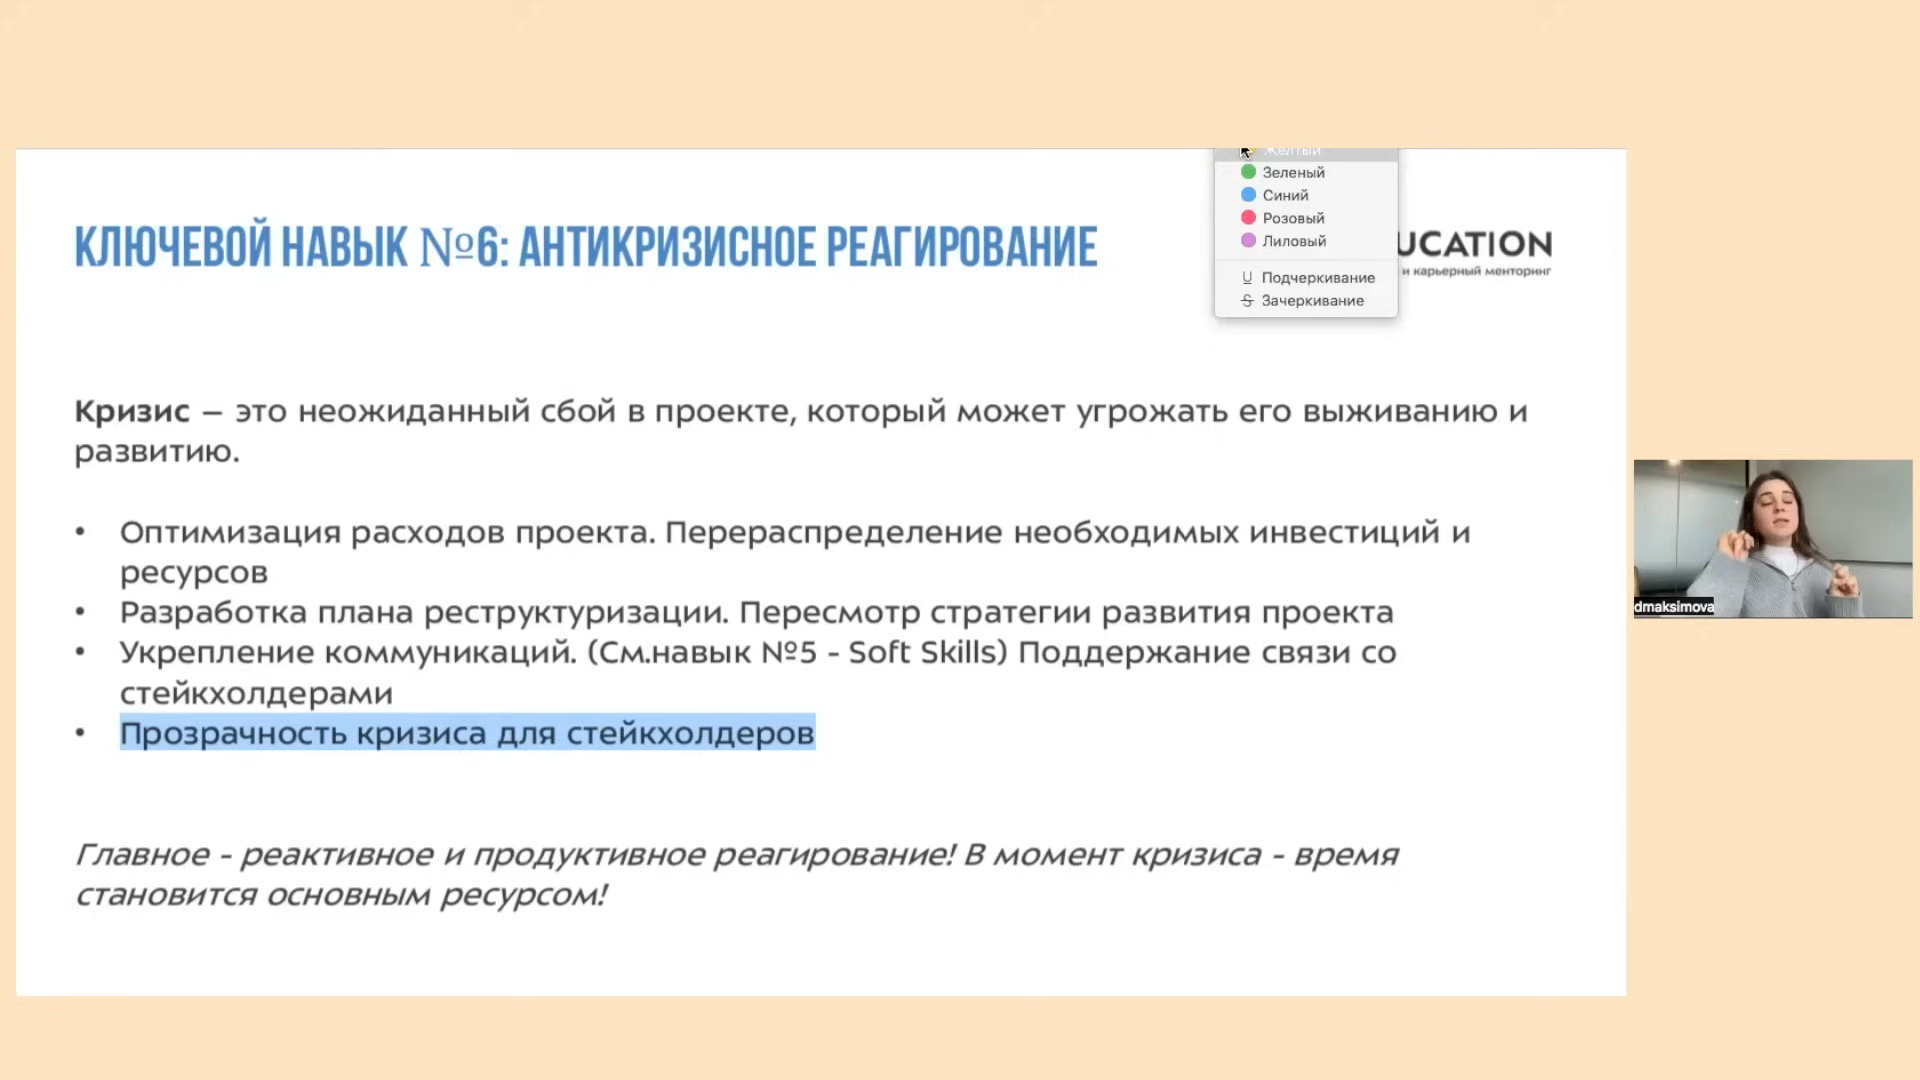 Желтый
Зеленый
Синий
Розовый
Лиловый
Подчеркивание
Зачеркивание
КЛЮЧЕВОЙ НАВЫК №6: АНТИКРИЗИСНОЕ РЕАГИРОВАНИЕ
UCATION
и карьерный менторинг
Кризис – это неожиданный сбой в проекте, который может угрожать его выживанию и
развитию.
• Оптимизация расходов проекта. Перераспределение необходимых инвестиций и
ресурсов
• Разработка плана реструктуризации. Пересмотр стратегии развития проекта
• Укрепление коммуникаций. (См.навык №5 - Soft Skills) Поддержание связи со
стейкхолдерами
• Прозрачность кризиса для стейкхолдеров
Главное - реактивное и продуктивное реагирование! В момент кризиса - время
становится основным ресурсом!
dmaksimova